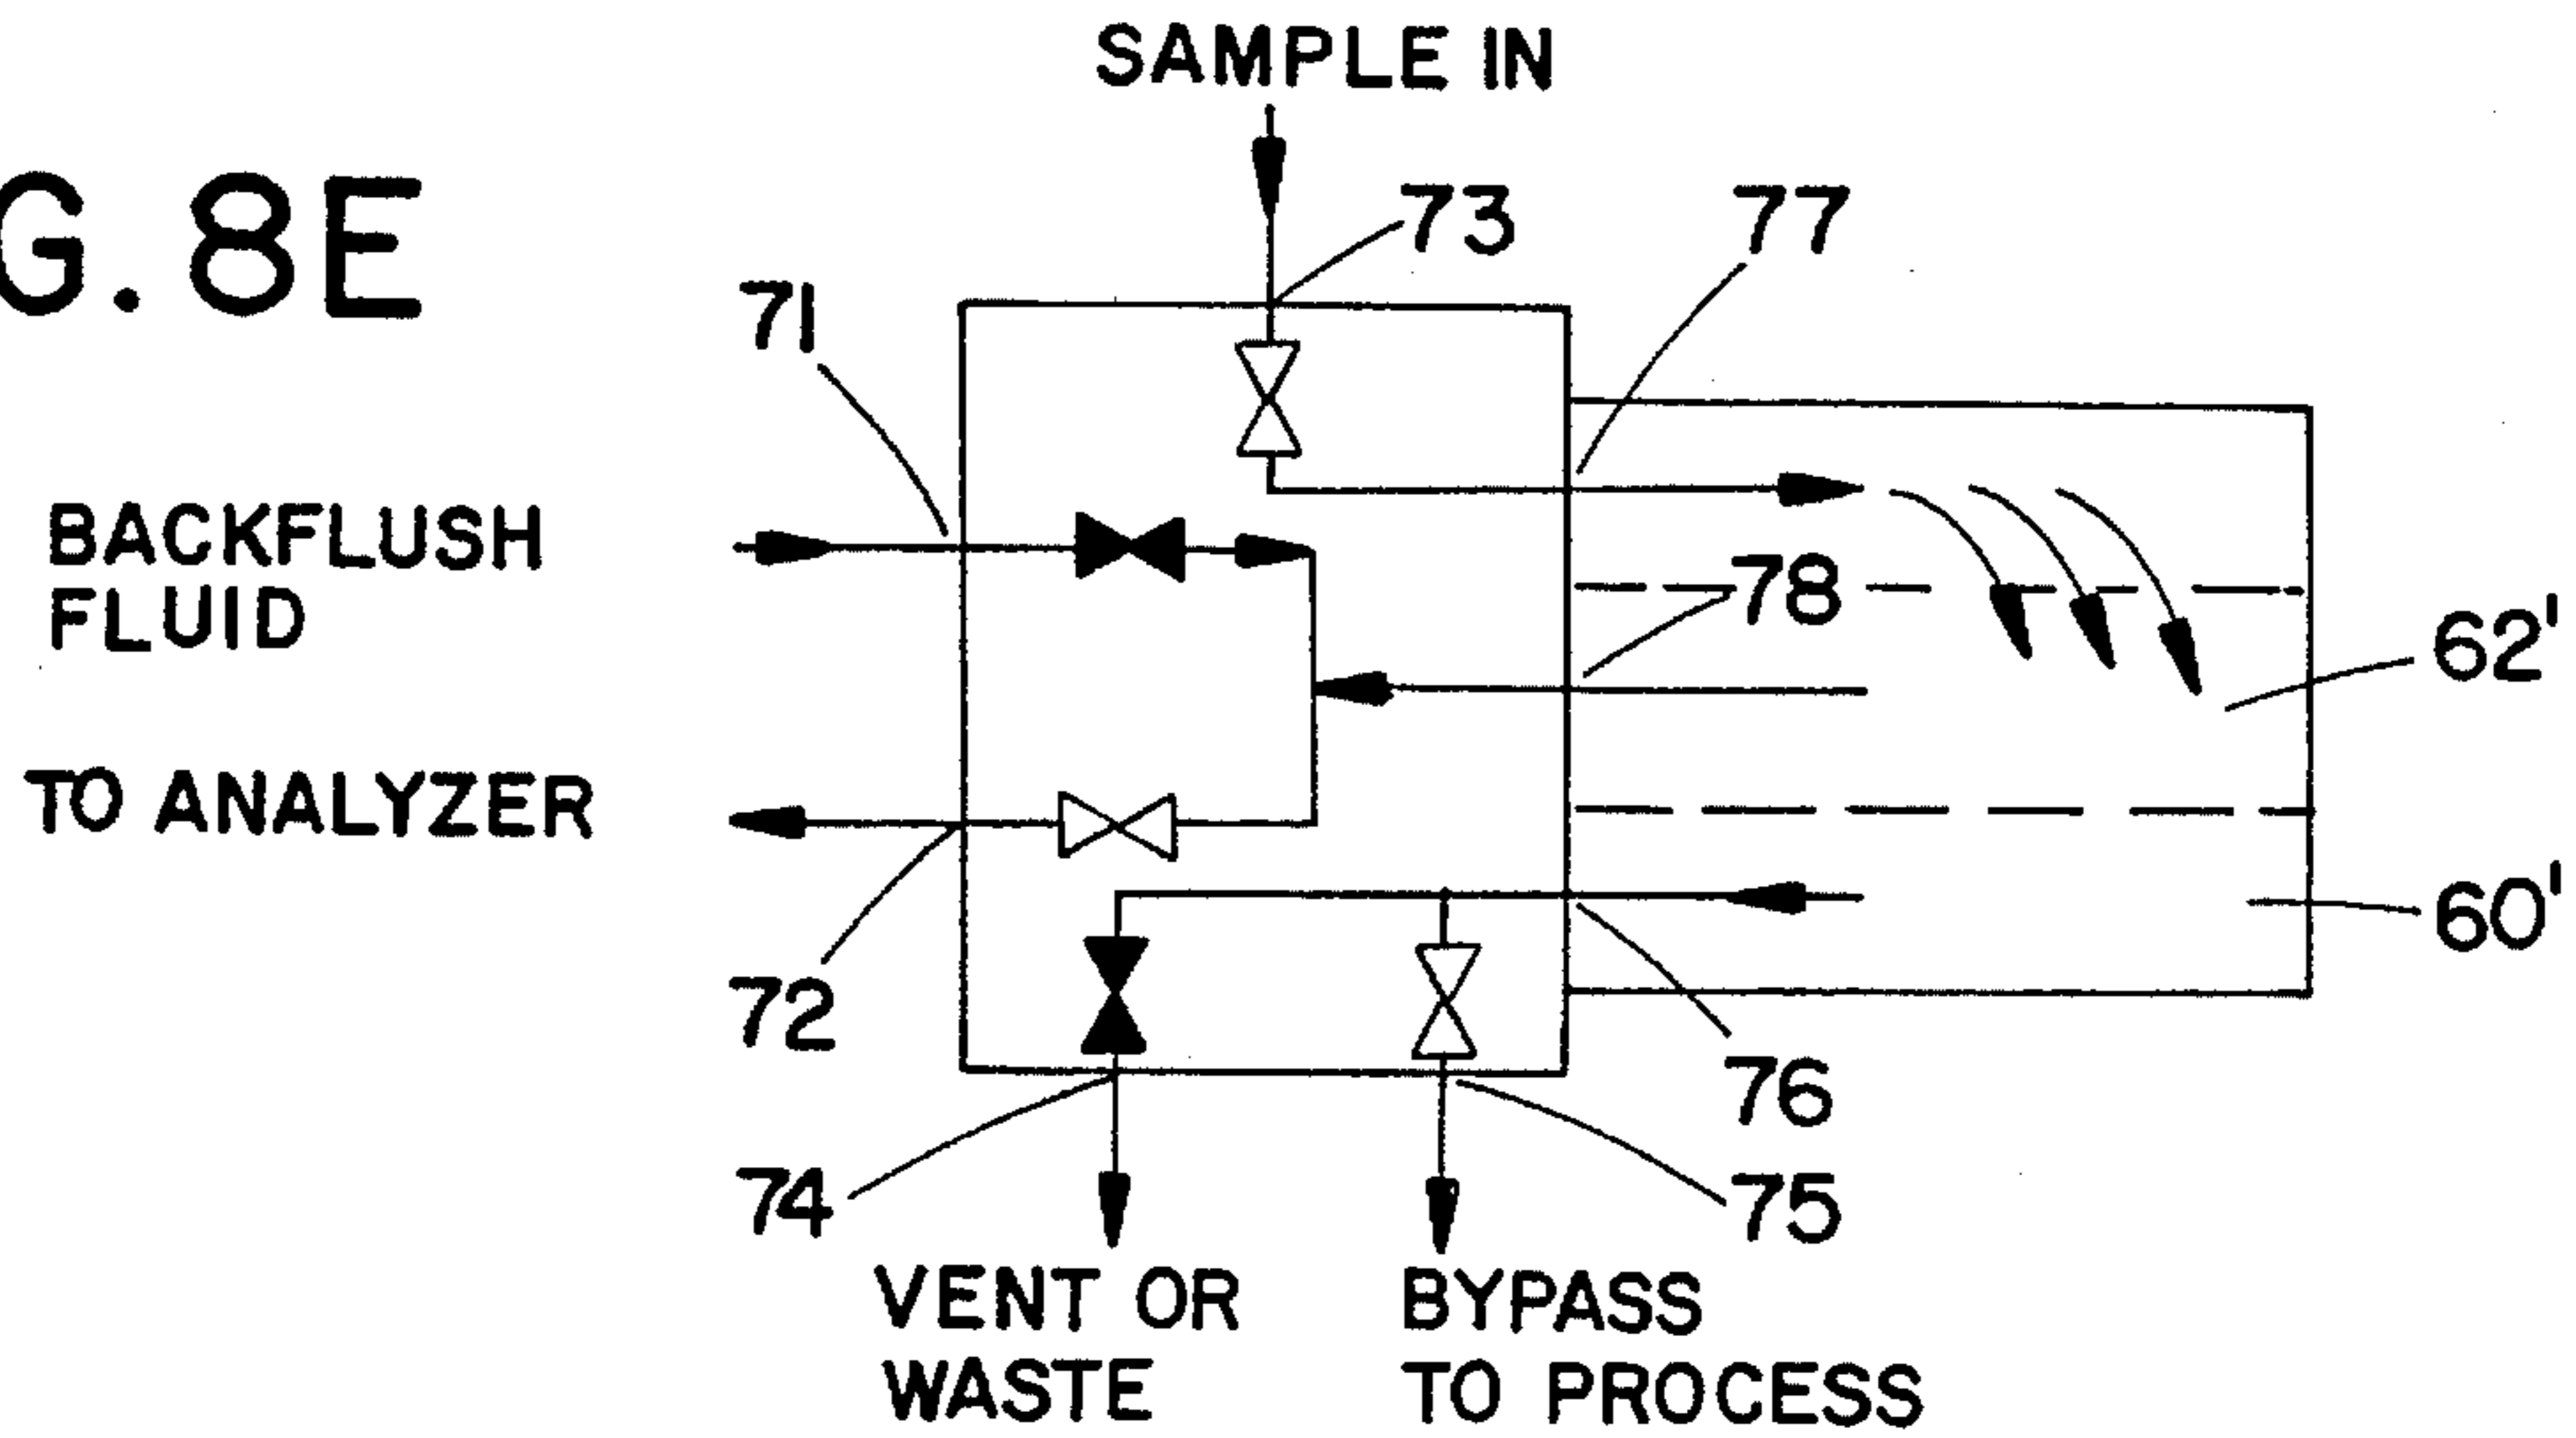 SAMPLE IN
G. 8E
73
77
71
BACKFLUSH
FLUID
78
62'
TO ANALYZER
60'
72
76
74
75
VENT OR
WASTE
BYPASS
TO PROCESS